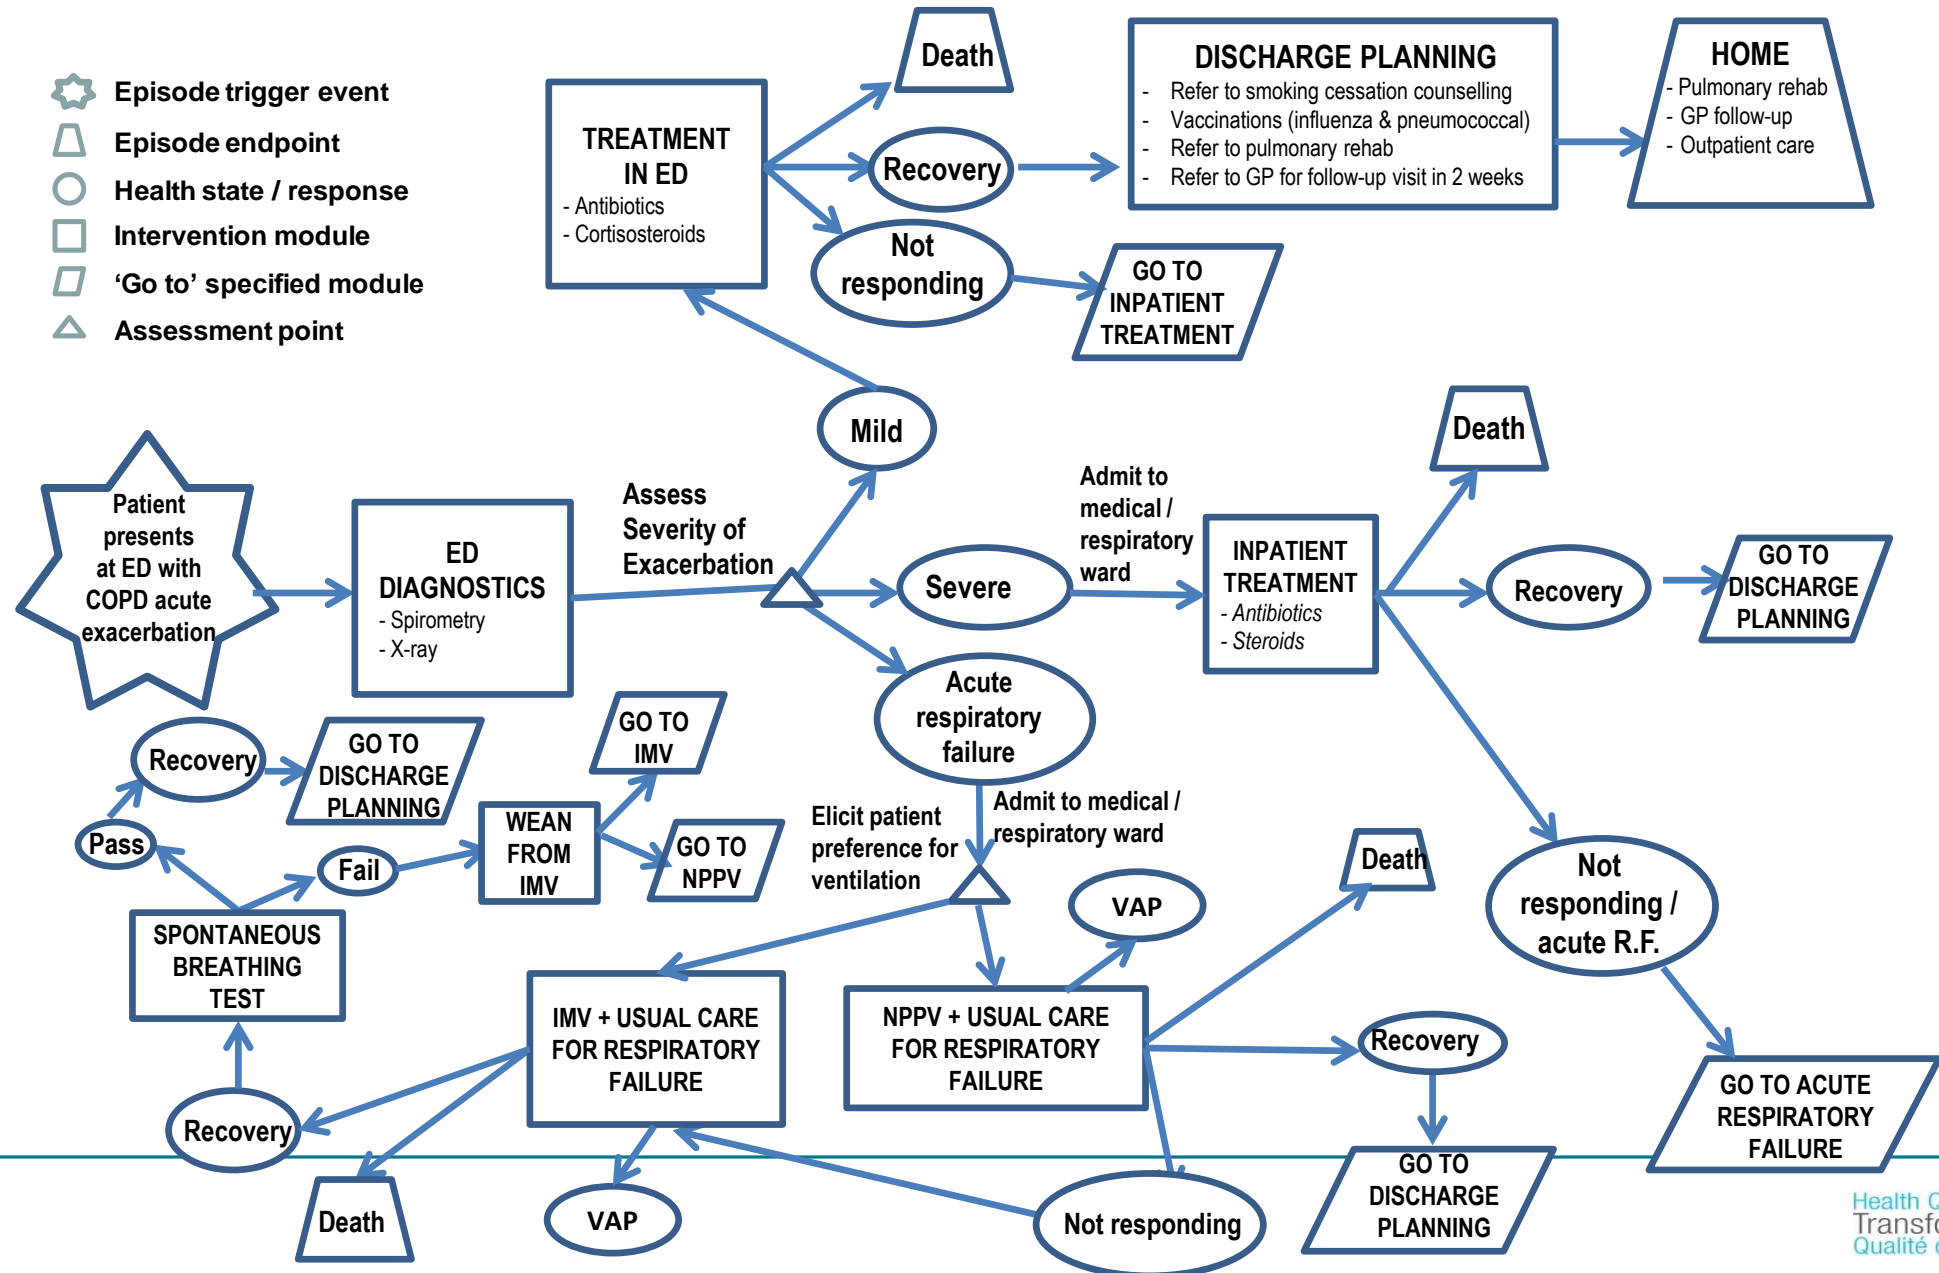 Episode trigger event
Episode endpoint
Health state / response
Intervention module
'Go to' specified module
Assessment point
TREATMENT
IN ED
- Antibiotics
- Cortisosteroids
Death
Recovery
Not
responding
DISCHARGE PLANNING
- Refer to smoking cessation counselling
- Vaccinations (influenza & pneumococcal)
- Refer to pulmonary rehab
- Refer to GP for follow-up visit in 2 weeks
HOME
- Pulmonary rehab
- GP follow-up
- Outpatient care
GO TO
INPATIENT
TREATMENT
Mild
Patient
presents
at ED with
COPD acute
exacerbation
ED
DIAGNOSTICS
- Spirometry
- X-ray
Assess
Severity of
Exacerbation
Severe
Admit to
medical /
respiratory
ward
INPATIENT
TREATMENT
- Antibiotics
- Steroids
Death
Recovery
GO TO
DISCHARGE
PLANNING
Acute
respiratory
failure
Recovery
GO TO
DISCHARGE
PLANNING
GO TO
IMV
Pass
Fail
WEAN
FROM
IMV
GO TO
NPPV
Elicit patient
preference for
ventilation
Admit to medical /
respiratory ward
VAP
Death
Not
responding /
acute R.F.
SPONTANEOUS
BREATHING
TEST
IMV + USUAL CARE
FOR RESPIRATORY
FAILURE
NPPV + USUAL CARE
FOR RESPIRATORY
FAILURE
Recovery
Recovery
GO TO ACUTE
RESPIRATORY
FAILURE
Death
VAP
Not responding
GO TO
DISCHARGE
PLANNING
Health
Qualité